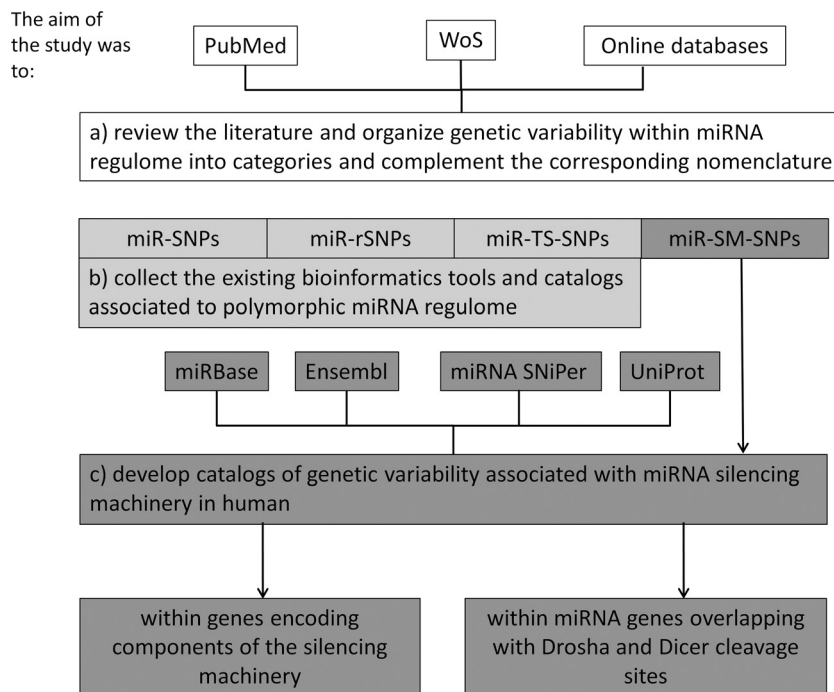 The aim of
the study was
to:
PubMed
WoS
Online databases
a) review the literature and organize genetic variability within miRNA
regulome into categories and complement the corresponding nomenclature
miR-SNPs
miR-rSNPs
miR-TS-SNPs
miR-SM-SNPs
b) collect the existing bioinformatics tools and catalogs
associated to polymorphic miRNA regulome
miRBase
Ensembl
miRNA SNiPer
UniProt
c) develop catalogs of genetic variability associated with miRNA silencing
machinery in human
within genes encoding
components of the silencing
machinery
within miRNA genes overlapping
with Drosha and Dicer cleavage
sites